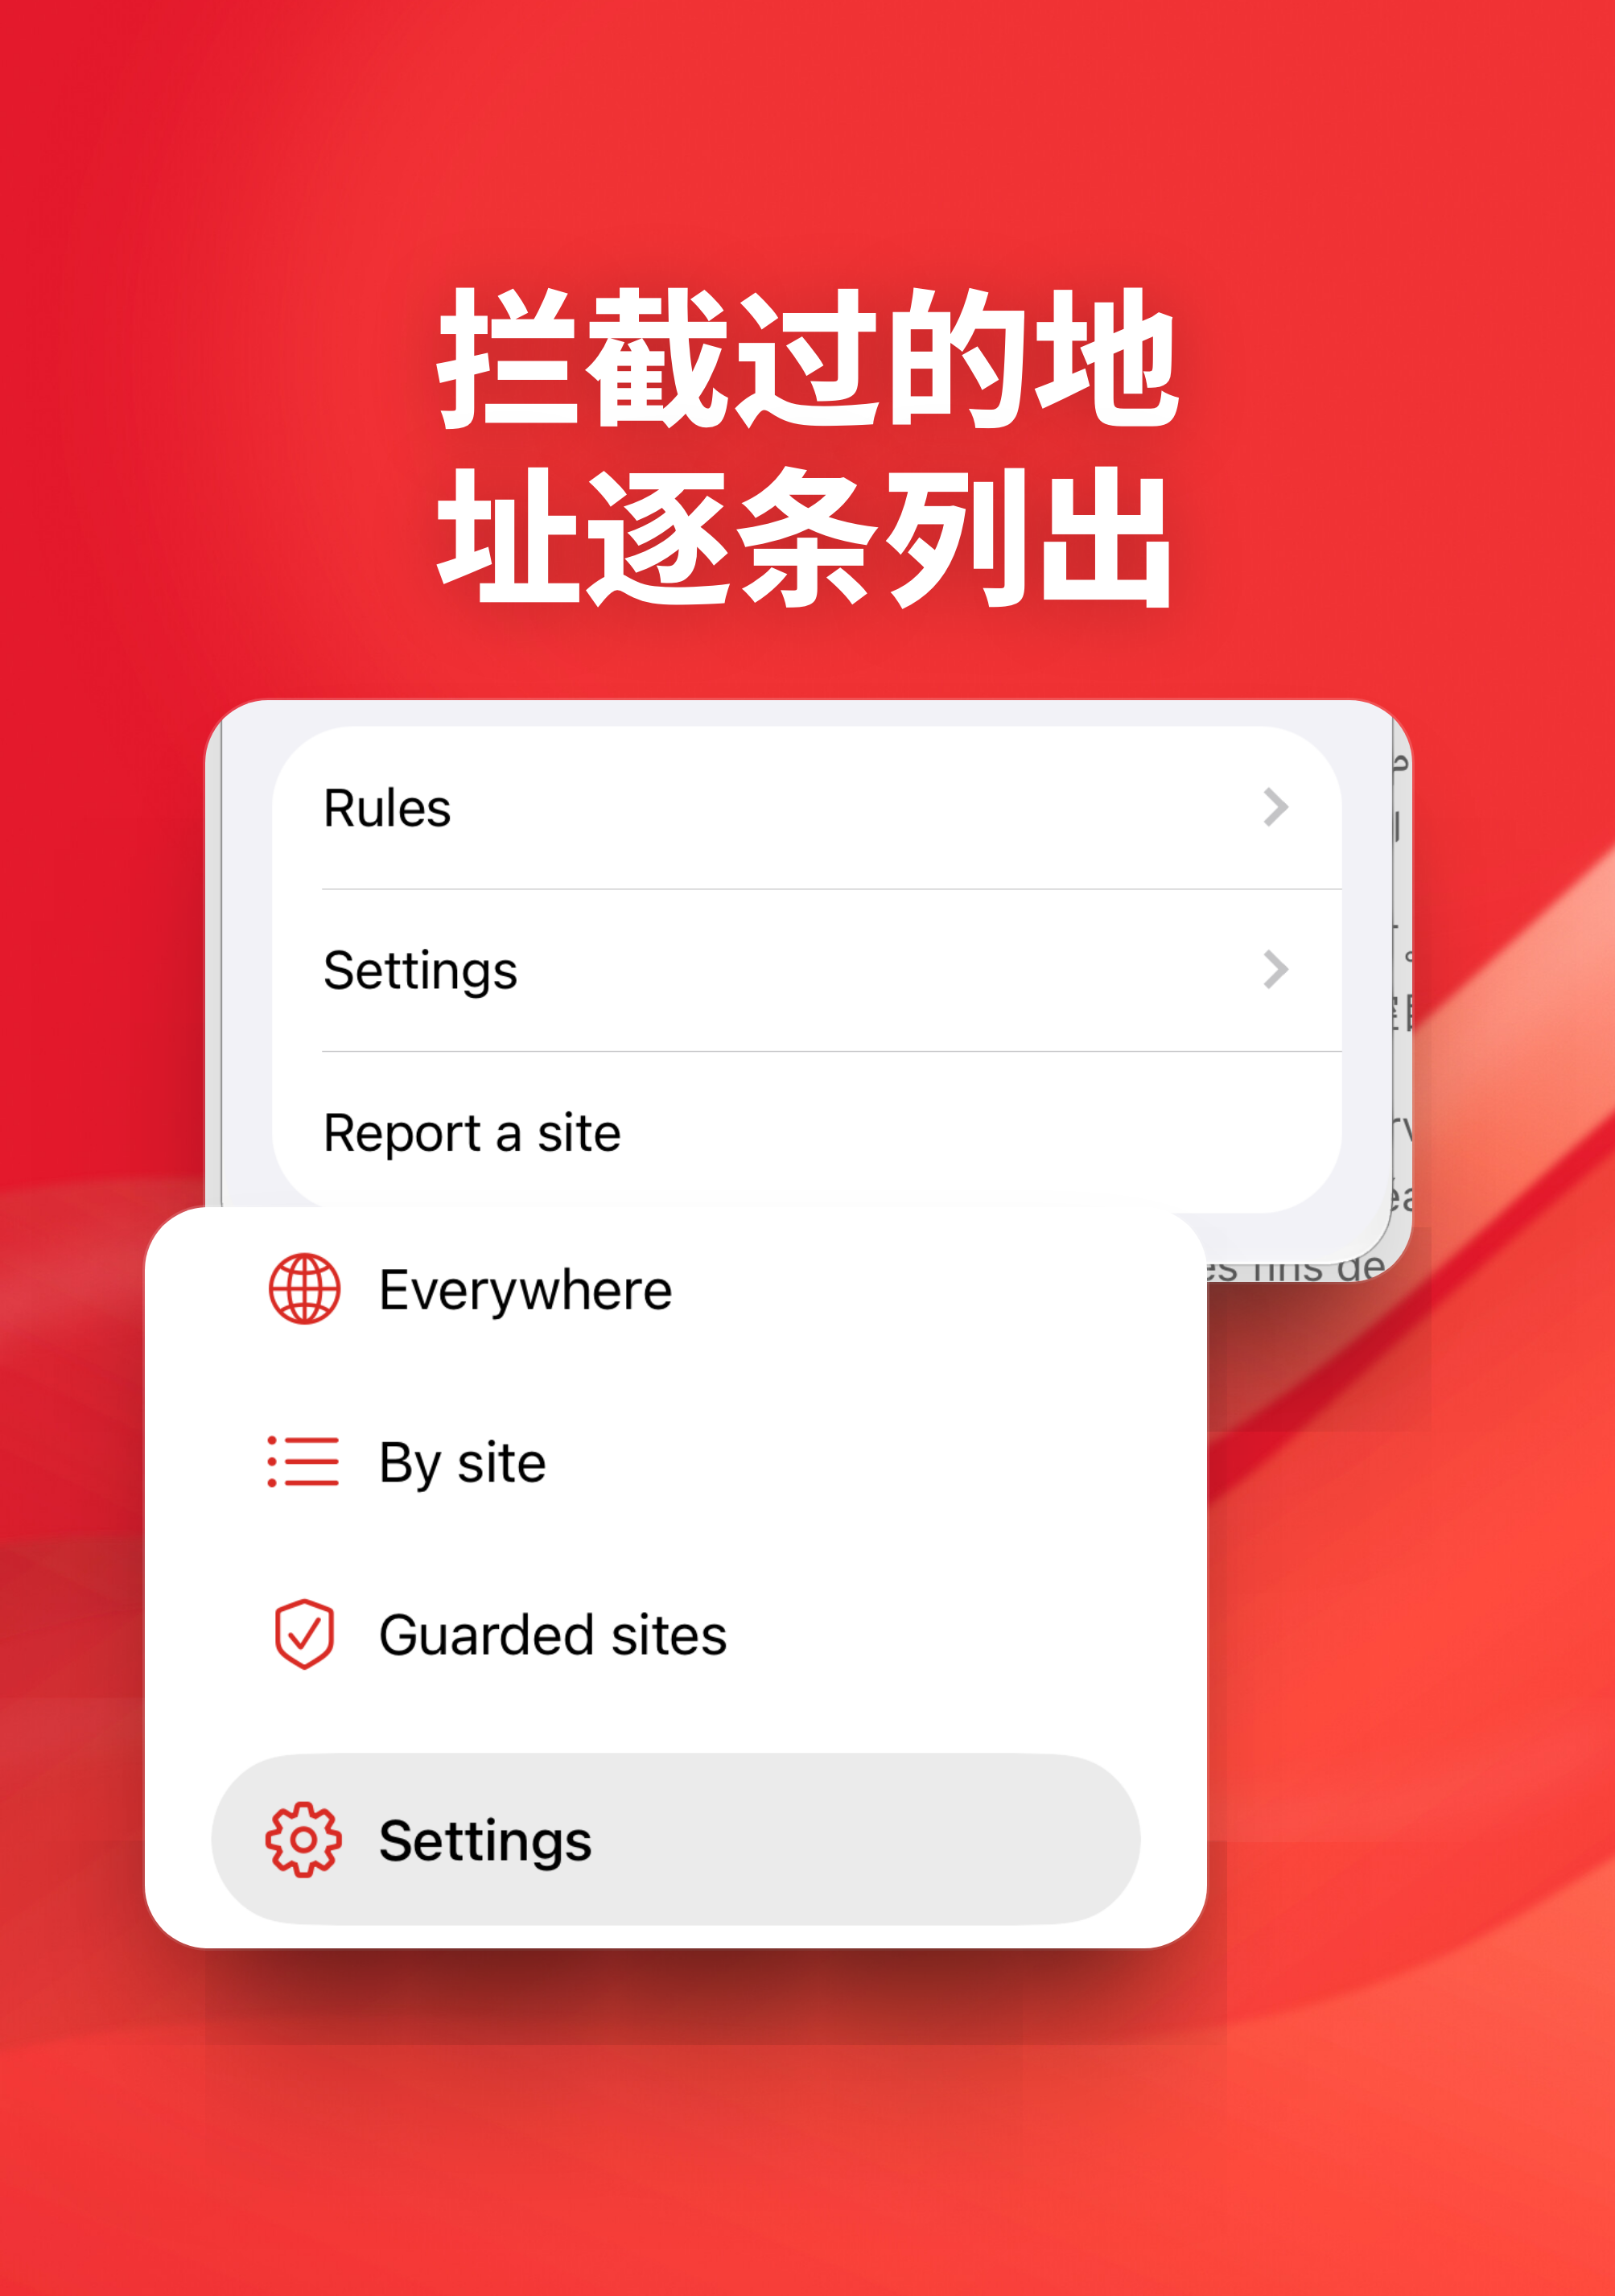 拦截过的地
址逐条列出
Rules
Settings
Report a site
Everywhere
By site
Guarded sites
Settings